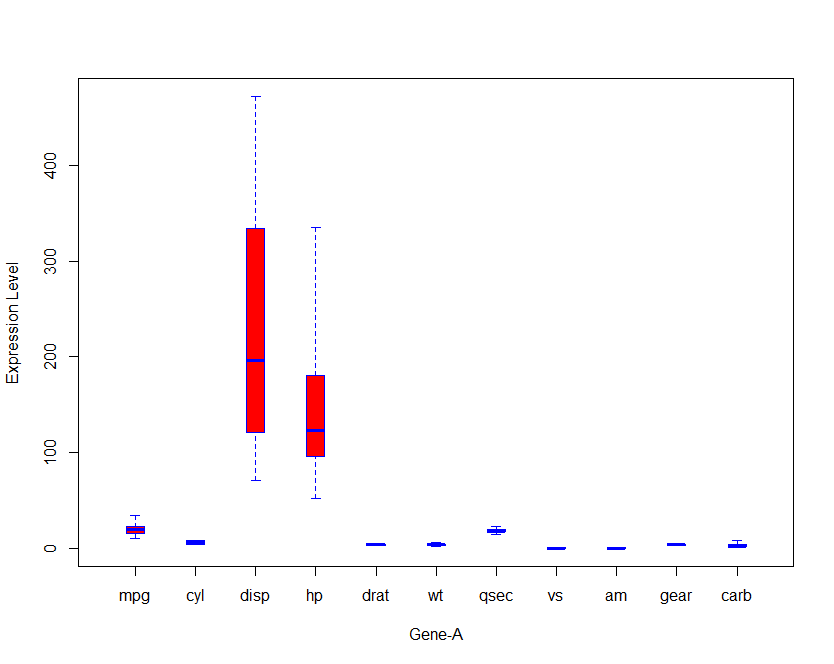 Expression Level
400
300
200
100
0
mpg cyl disp hp drat wt qsec vs am gear carb
Gene-A